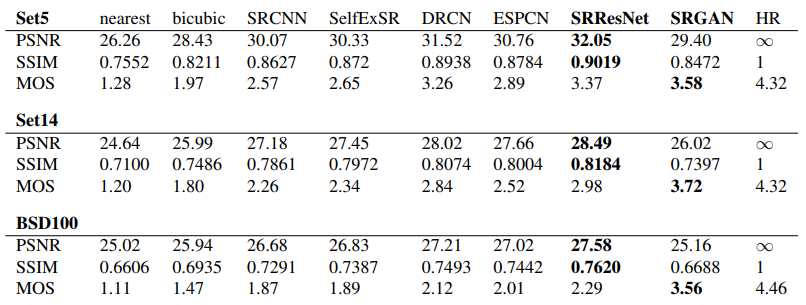 Set5 nearest bicubic SRCNN SelfExSR DRCN ESPCN SRResNet SRGAN HR
PSNR 26.26 28.43 30.07 30.33 31.52 30.76 32.05 29.40 ∞
SSIM 0.7552 0.8211 0.8627 0.872 0.8938 0.8784 0.9019 0.8472 1
MOS 1.28 1.97 2.57 2.65 3.26 2.89 3.37 3.58 4.32
Set14
PSNR 24.64 25.99 27.18 27.45 28.02 27.66 28.49 26.02 ∞
SSIM 0.7100 0.7486 0.7861 0.7972 0.8074 0.8004 0.8184 0.7397 1
MOS 1.20 1.80 2.26 2.34 2.84 2.52 2.98 3.72 4.32
BSD100
PSNR 25.02 25.94 26.68 26.83 27.21 27.02 27.58 25.16 ∞
SSIM 0.6606 0.6935 0.7291 0.7387 0.7493 0.7442 0.7620 0.6688 1
MOS 1.11 1.47 1.87 1.89 2.12 2.01 2.29 3.56 4.46